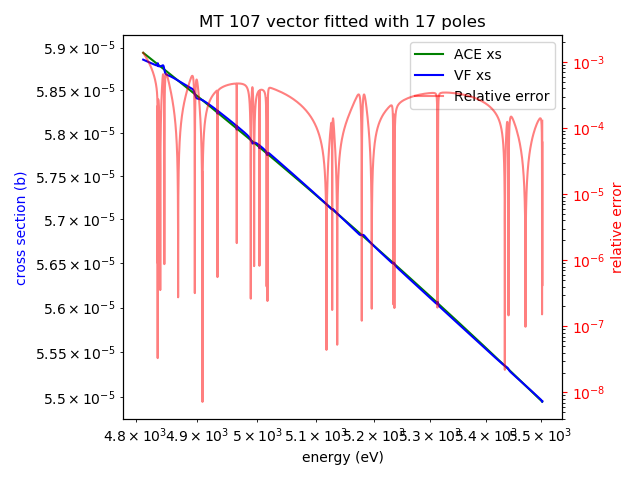 MT 107 vector fitted with 17 poles
ACE xs
VF xs
Relative error
cross section (b)
5.9 × 10⁻⁵
5.85 × 10⁻⁵
5.8 × 10⁻⁵
5.75 × 10⁻⁵
5.7 × 10⁻⁵
5.65 × 10⁻⁵
5.6 × 10⁻⁵
5.55 × 10⁻⁵
5.5 × 10⁻⁵
10⁻³
10⁻⁴
10⁻⁵
10⁻⁶
10⁻⁷
10⁻⁸
relative error
4.8 × 10³ 4.9 × 10³ 5 × 10³ 5.1 × 10³ 5.2 × 10³ 5.3 × 10³ 5.4 × 10³ 5.5 × 10³
energy (eV)